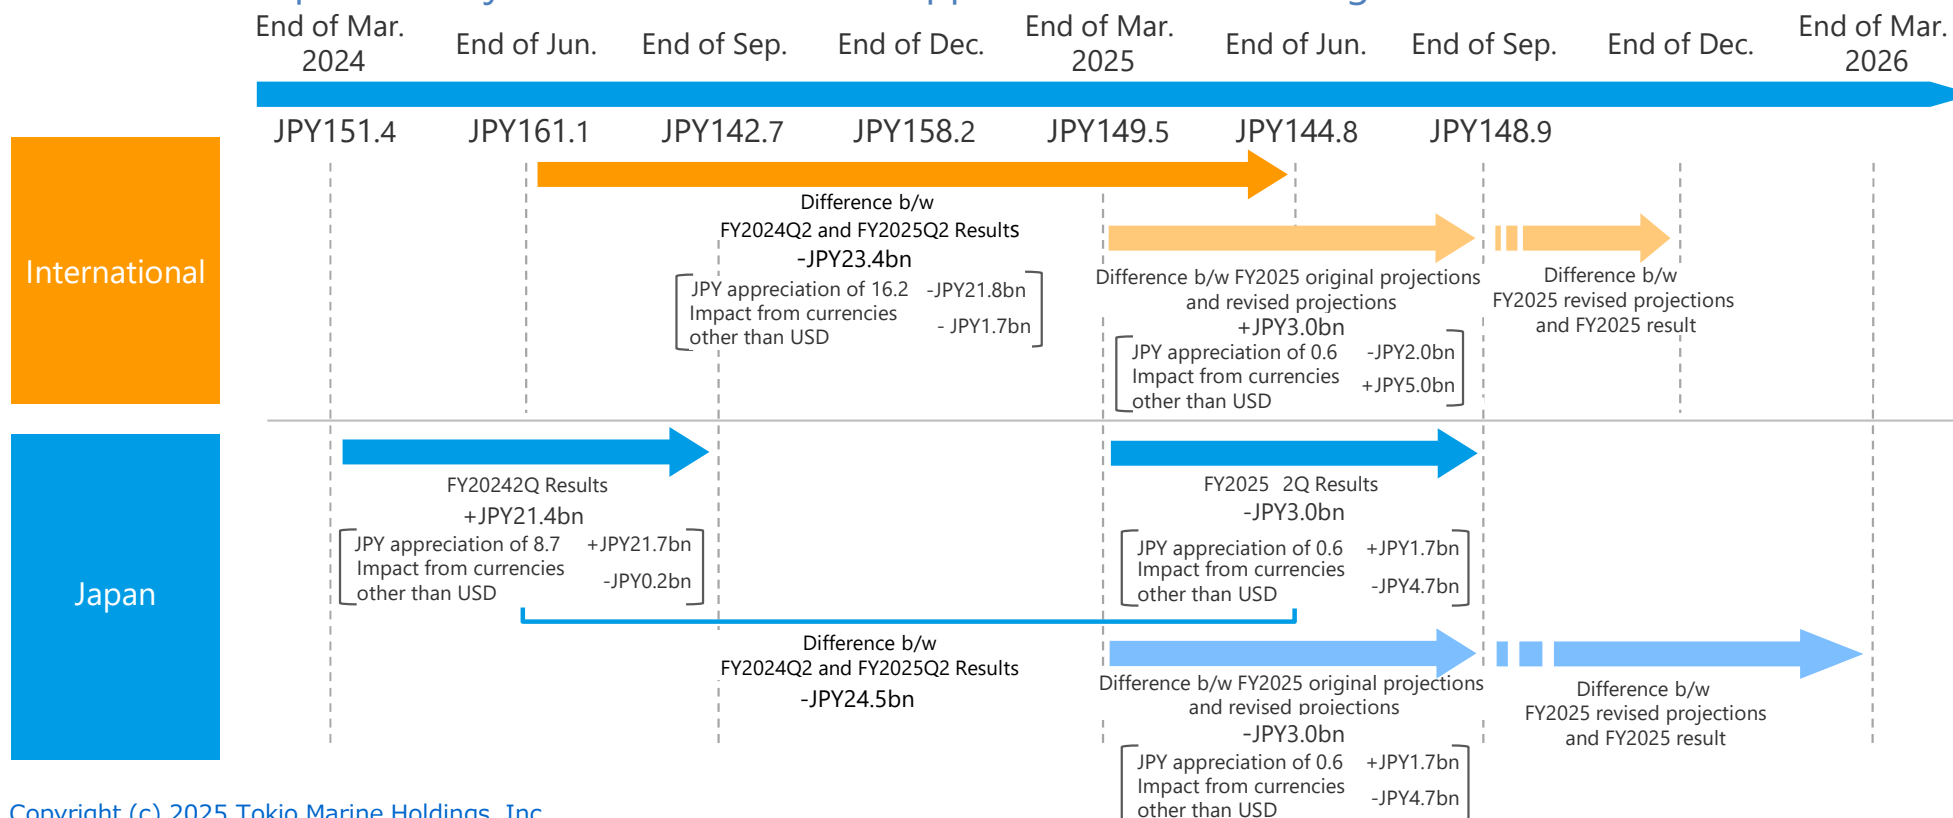 End of Mar.
2024
End of Jun.
End of Sep.
End of Dec.
End of Mar.
2025
End of Jun.
End of Sep.
End of Dec.
End of Mar.
2026
JPY151.4
JPY161.1
JPY142.7
JPY158.2
JPY149.5
JPY144.8
JPY148.9
International
Difference b/w
FY2024Q2 and FY2025Q2 Results
-JPY23.4bn
JPY appreciation of 16.2 -JPY21.8bn
Impact from currencies
other than USD - JPY1.7bn
Difference b/w FY2025 original projections
and revised projections
+JPY3.0bn
JPY appreciation of 0.6 -JPY2.0bn
Impact from currencies
other than USD +JPY5.0bn
Difference b/w
FY2025 revised projections
and FY2025 result
Japan
FY20242Q Results
+JPY21.4bn
JPY appreciation of 8.7 +JPY21.7bn
Impact from currencies
other than USD -JPY0.2bn
FY2025 2Q Results
-JPY3.0bn
JPY appreciation of 0.6 +JPY1.7bn
Impact from currencies
other than USD -JPY4.7bn
Difference b/w
FY2024Q2 and FY2025Q2 Results
-JPY24.5bn
Difference b/w FY2025 original projections
and revised projections
-JPY3.0bn
JPY appreciation of 0.6 +JPY1.7bn
Impact from currencies
other than USD -JPY4.7bn
Difference b/w
FY2025 revised projections
and FY2025 result
Copyright (c) 2025 Tokio Marine Holdings, Inc